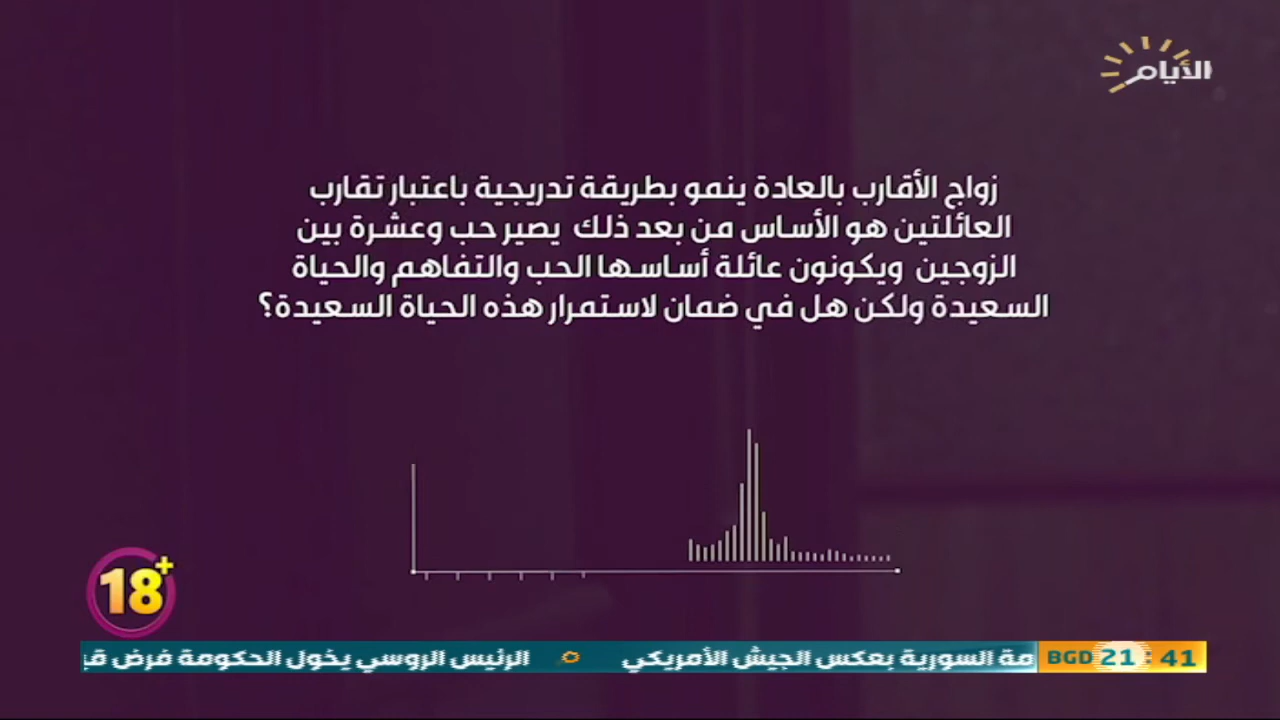 الأيام
زواج الأقارب بالعادة ينمو بطريقة تدريجية باعتبار تقارب
العائلتين هو الأساس من بعد ذلك يصير حب وعشرة بين
الزوجين ويكونون عائلة أساسها الحب والتفاهم والحياة
السعيدة ولكن هل في ضمان لاستمرار هذه الحياة السعيدة؟
18+
BGD 21:41
مة السورية بعكس الجيش الأمريكي
الرئيس الروسي يخول الحكومة فرض